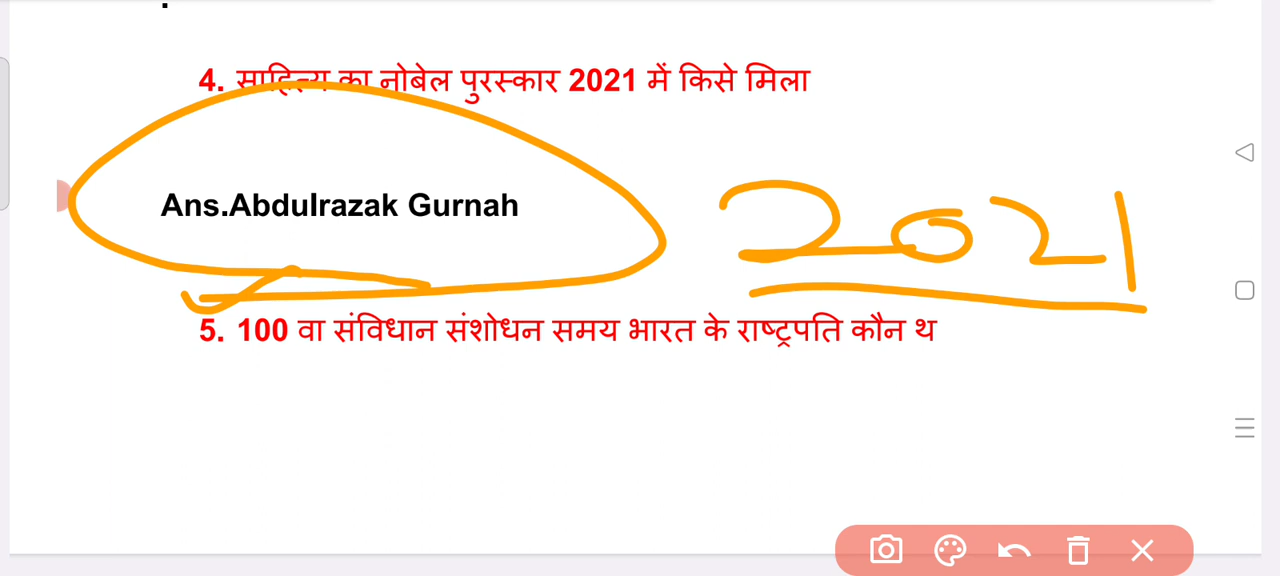 4. साहित्य का नोबेल पुरस्कार 2021 में किसे मिला
Ans.Abdulrazak Gurnah
2021
5. 100 वा संविधान संशोधन समय भारत के राष्ट्रपति कौन थ